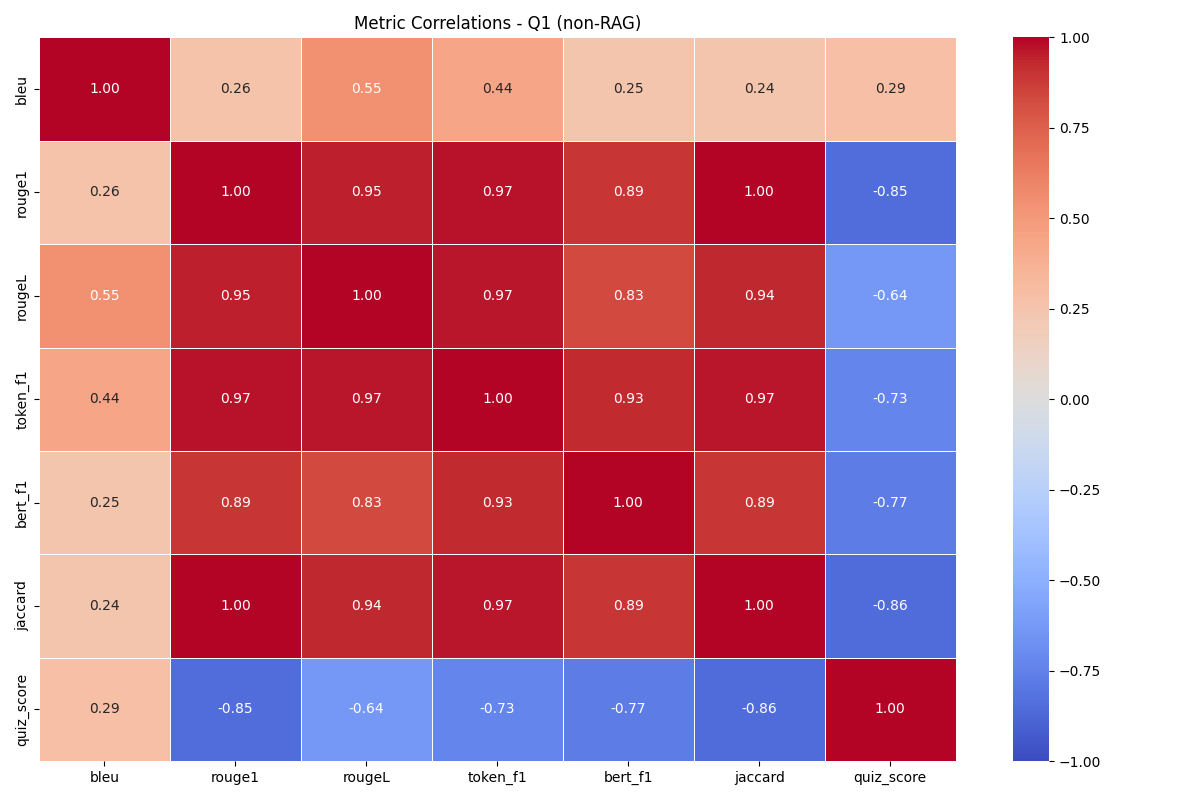 Metric Correlations - Q1 (non-RAG)
bleu 1.00 0.26 0.55 0.44 0.25 0.24 0.29
rouge1 0.26 1.00 0.95 0.97 0.89 1.00 -0.85
rougeL 0.55 0.95 1.00 0.97 0.83 0.94 -0.64
token_f1 0.44 0.97 0.97 1.00 0.93 0.97 -0.73
bert_f1 0.25 0.89 0.83 0.93 1.00 0.89 -0.77
jaccard 0.24 1.00 0.94 0.97 0.89 1.00 -0.86
quiz_score 0.29 -0.85 -0.64 -0.73 -0.77 -0.86 1.00
bleu rouge1 rougeL token_f1 bert_f1 jaccard quiz_score
1.00
0.75
0.50
0.25
0.00
−0.25
−0.50
−0.75
−1.00